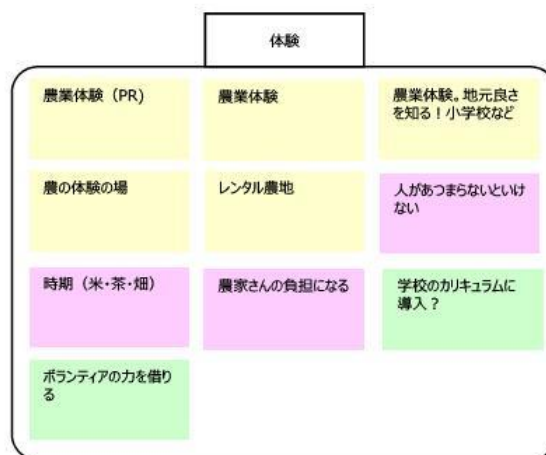 体験
農業体験（PR)
農業体験
農業体験。地元良さ
を知る！小学校など
農の体験の場
レンタル農地
人があつまらないといけ
ない
時期（米・茶・畑）
農家さんの負担になる
学校のカリキュラムに
導入？
ボランティアの力を借り
る